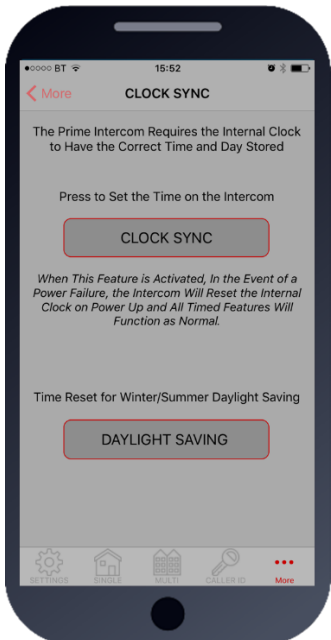 BT 15:52
More CLOCK SYNC
The Prime Intercom Requires the Internal Clock
to Have the Correct Time and Day Stored
Press to Set the Time on the Intercom
CLOCK SYNC
When This Feature is Activated, In the Event of a
Power Failure, the Intercom Will Reset the Internal
Clock on Power Up and All Timed Features Will
Function as Normal.
Time Reset for Winter/Summer Daylight Saving
DAYLIGHT SAVING
SETTINGS SINGLE MULTI CALLER ID More